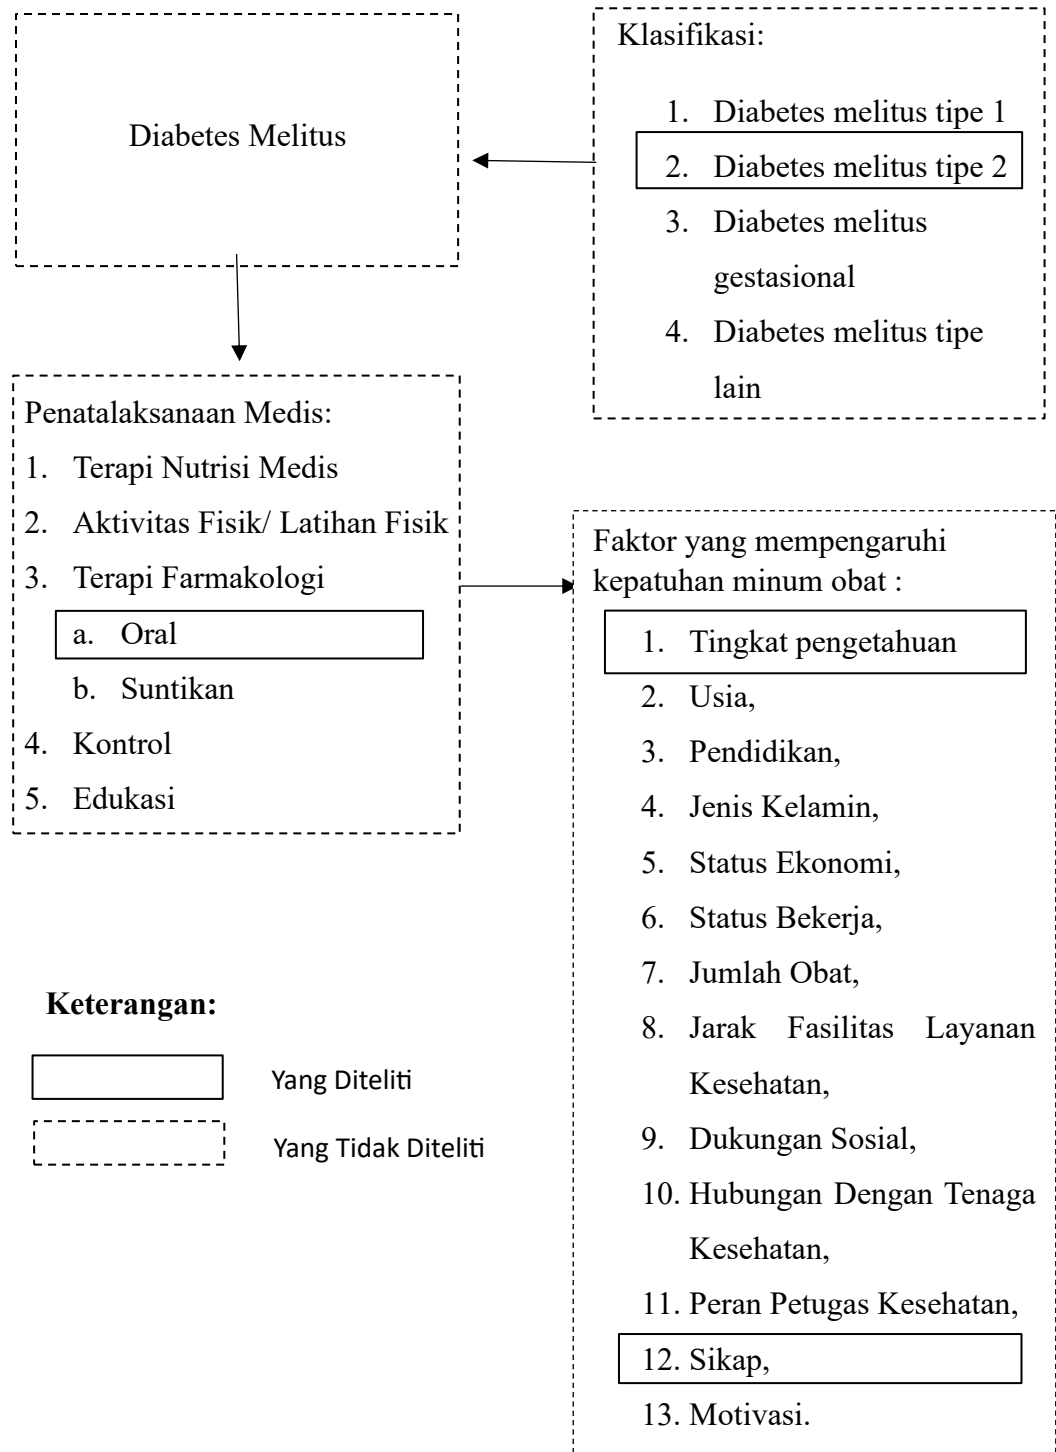 Diabetes Melitus
Klasifikasi:
1. Diabetes melitus tipe 1
2. Diabetes melitus tipe 2
3. Diabetes melitus
gestasional
4. Diabetes melitus tipe
lain
Penatalaksanaan Medis:
1. Terapi Nutrisi Medis
2. Aktivitas Fisik/ Latihan Fisik
3. Terapi Farmakologi
a. Oral
b. Suntikan
4. Kontrol
5. Edukasi
Faktor yang mempengaruhi
kepatuhan minum obat :
1. Tingkat pengetahuan
2. Usia,
3. Pendidikan,
4. Jenis Kelamin,
5. Status Ekonomi,
6. Status Bekerja,
7. Jumlah Obat,
8. Jarak Fasilitas Layanan
Kesehatan,
9. Dukungan Sosial,
10. Hubungan Dengan Tenaga
Kesehatan,
11. Peran Petugas Kesehatan,
12. Sikap,
13. Motivasi.
Keterangan:
Yang Diteliti
Yang Tidak Diteliti